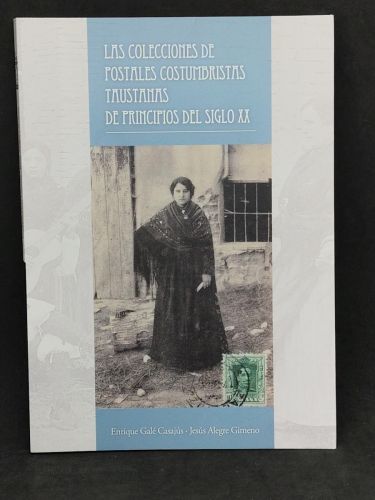 LAS COLECCIONES DE
POSTALES COSTUMBRISTAS
TAUSTANAS
DE PRINCIPIOS DEL SIGLO XX
Enrique Galé Casajús · Jesús Alegre Gimeno